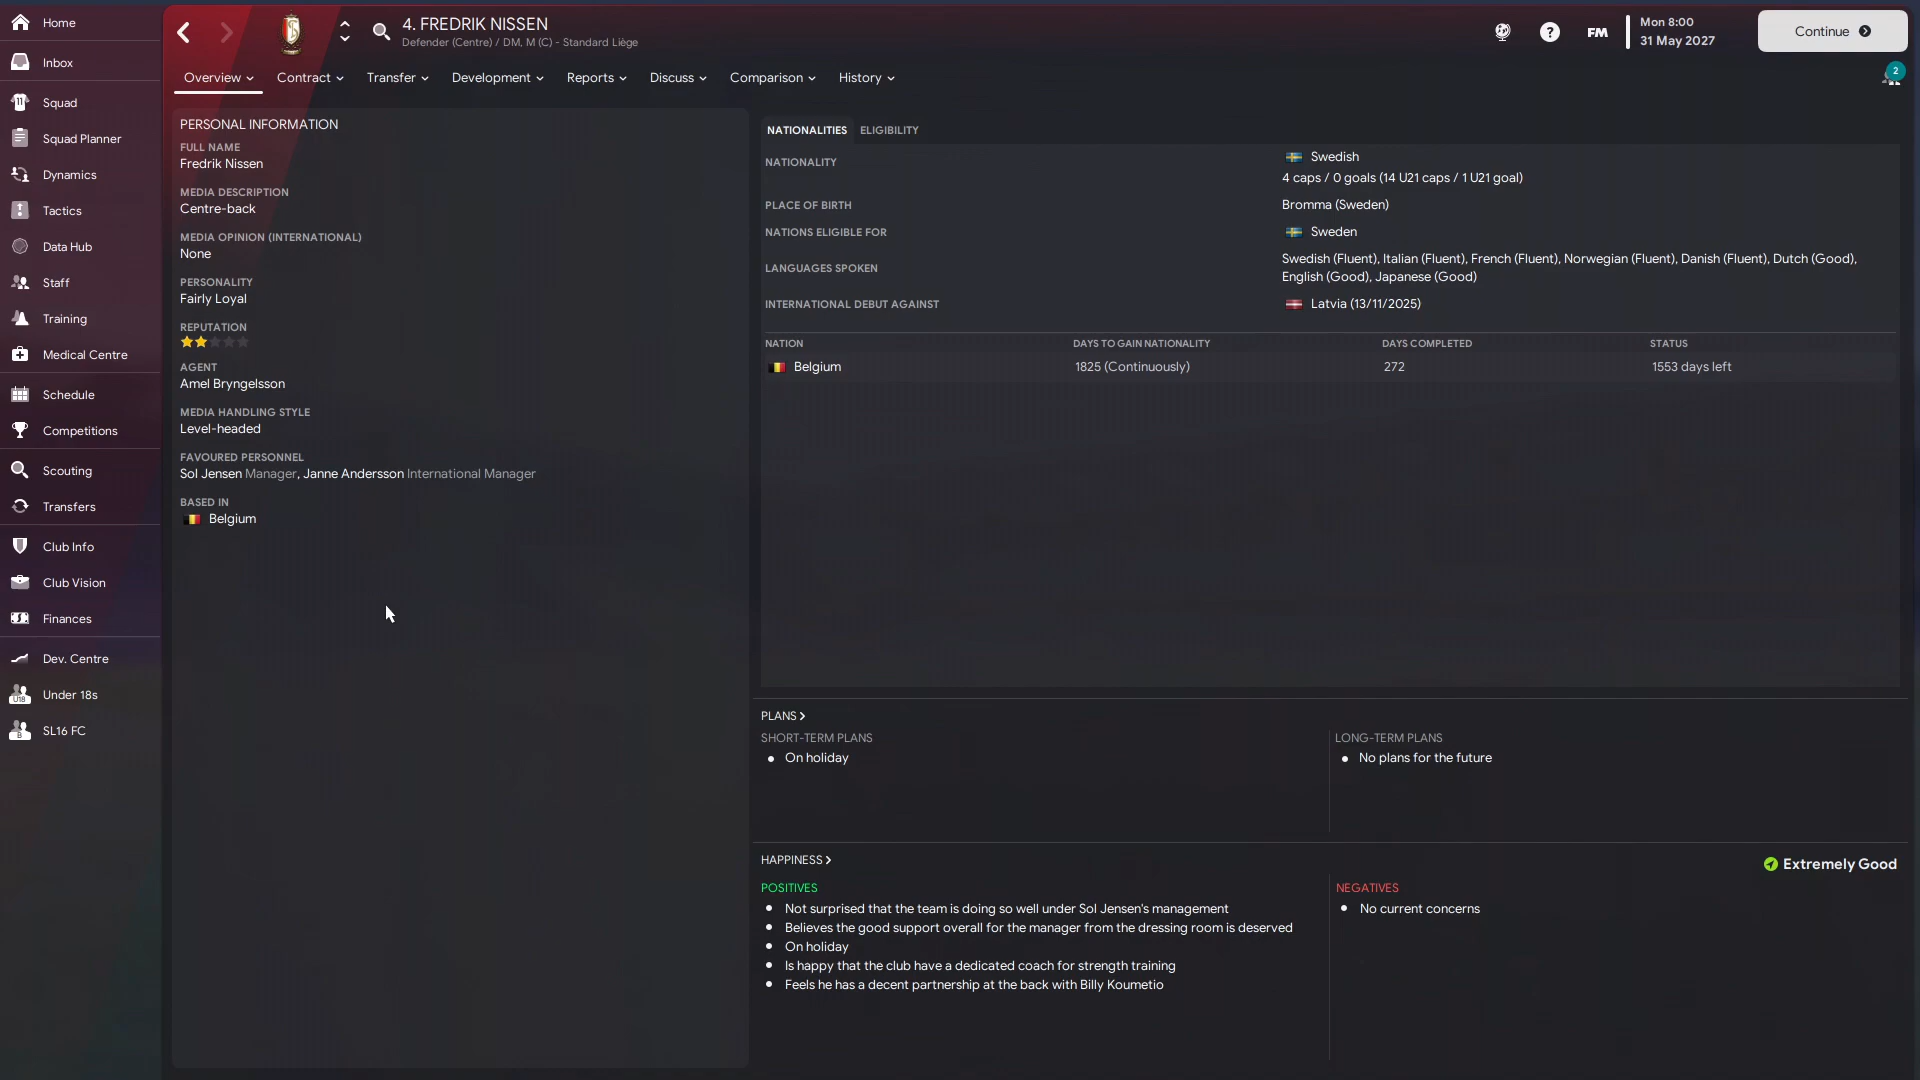 Home
Inbox
Squad
Squad Planner
Dynamics
Tactics
Data Hub
Staff
Training
Medical Centre
Schedule
Competitions
Scouting
Transfers
Club Info
Club Vision
Finances
Dev. Centre
Under 18s
SL16 FC
4. FREDRIK NISSEN
Defender (Centre) / DM, M (C) - Standard Liège
FM
Mon 8:00
31 May 2027
Continue
Overview Contract Transfer Development Reports Discuss Comparison History
2
PERSONAL INFORMATION
FULL NAME
Fredrik Nissen
MEDIA DESCRIPTION
Centre-back
MEDIA OPINION (INTERNATIONAL)
None
PERSONALITY
Fairly Loyal
REPUTATION
AGENT
Amel Bryngelsson
MEDIA HANDLING STYLE
Level-headed
FAVOURED PERSONNEL
Sol Jensen Manager, Janne Andersson International Manager
BASED IN
Belgium
NATIONALITIES ELIGIBILITY
NATIONALITY
Swedish
4 caps / 0 goals (14 U21 caps / 1 U21 goal)
PLACE OF BIRTH
Bromma (Sweden)
NATIONS ELIGIBLE FOR
Sweden
LANGUAGES SPOKEN
Swedish (Fluent), Italian (Fluent), French (Fluent), Norwegian (Fluent), Danish (Fluent), Dutch (Good),
English (Good), Japanese (Good)
INTERNATIONAL DEBUT AGAINST
Latvia (13/11/2025)
NATION DAYS TO GAIN NATIONALITY DAYS COMPLETED STATUS
Belgium 1825 (Continuously) 272 1553 days left
PLANS
SHORT-TERM PLANS
On holiday
LONG-TERM PLANS
No plans for the future
HAPPINESS
Extremely Good
POSITIVES
Not surprised that the team is doing so well under Sol Jensen's management
Believes the good support overall for the manager from the dressing room is deserved
On holiday
Is happy that the club have a dedicated coach for strength training
Feels he has a decent partnership at the back with Billy Koumetio
NEGATIVES
No current concerns